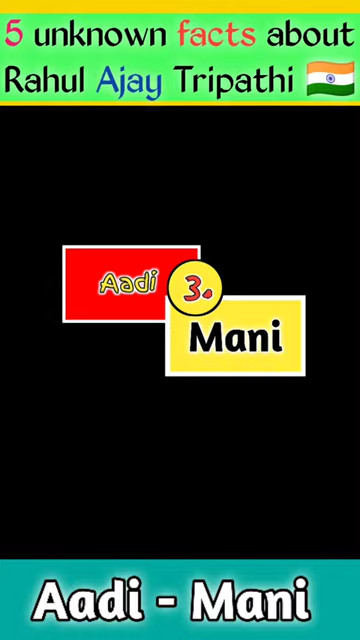 5 unknown facts about
Rahul Ajay Tripathi 🇮🇳
Aadi
3.
Mani
Aadi - Mani